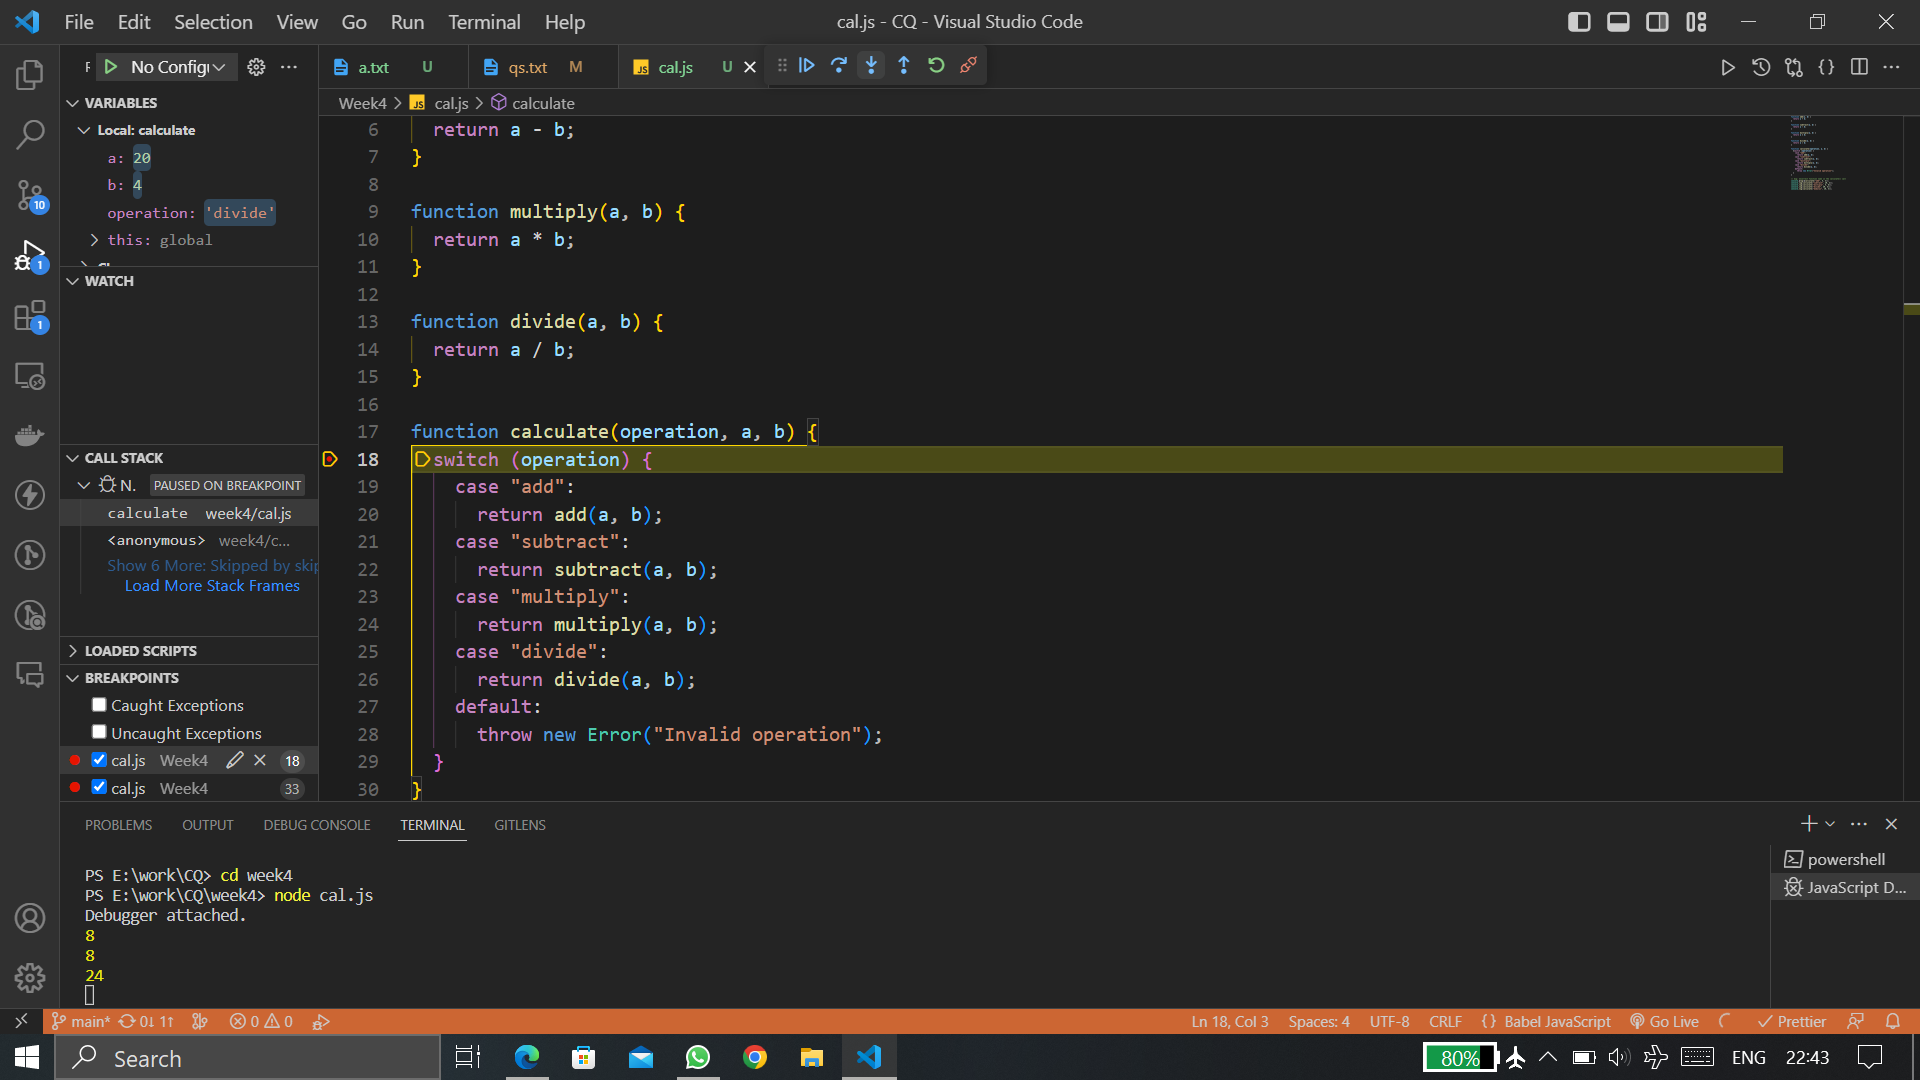 File Edit Selection View Go Run Terminal Help
cal.js - CQ - Visual Studio Code
No Config
a.txt U
qs.txt M
cal.js U
Week4 > cal.js > calculate
VARIABLES
Local: calculate
a: 20
b: 4
operation: 'divide'
this: global
WATCH
CALL STACK
N. PAUSED ON BREAKPOINT
calculate week4/cal.js
<anonymous> week4/c...
Show 6 More: Skipped by skip
Load More Stack Frames
LOADED SCRIPTS
BREAKPOINTS
Caught Exceptions
Uncaught Exceptions
cal.js Week4 18
cal.js Week4 33
10
1
1
6 return a - b;
7 }
8
9 function multiply(a, b) {
10 return a * b;
11 }
12
13 function divide(a, b) {
14 return a / b;
15 }
16
17 function calculate(operation, a, b) {
18 switch (operation) {
19 case "add":
20 return add(a, b);
21 case "subtract":
22 return subtract(a, b);
23 case "multiply":
24 return multiply(a, b);
25 case "divide":
26 return divide(a, b);
27 default:
28 throw new Error("Invalid operation");
29 }
30 }
PROBLEMS OUTPUT DEBUG CONSOLE TERMINAL GITLENS
PS E:\work\CQ> cd week4
PS E:\work\CQ\week4> node cal.js
Debugger attached.
8
8
24
powershell
JavaScript D...
main* 0↓ 1↑ 0 0
Ln 18, Col 3 Spaces: 4 UTF-8 CRLF {} Babel JavaScript Go Live Prettier
Search
80% ENG 22:43